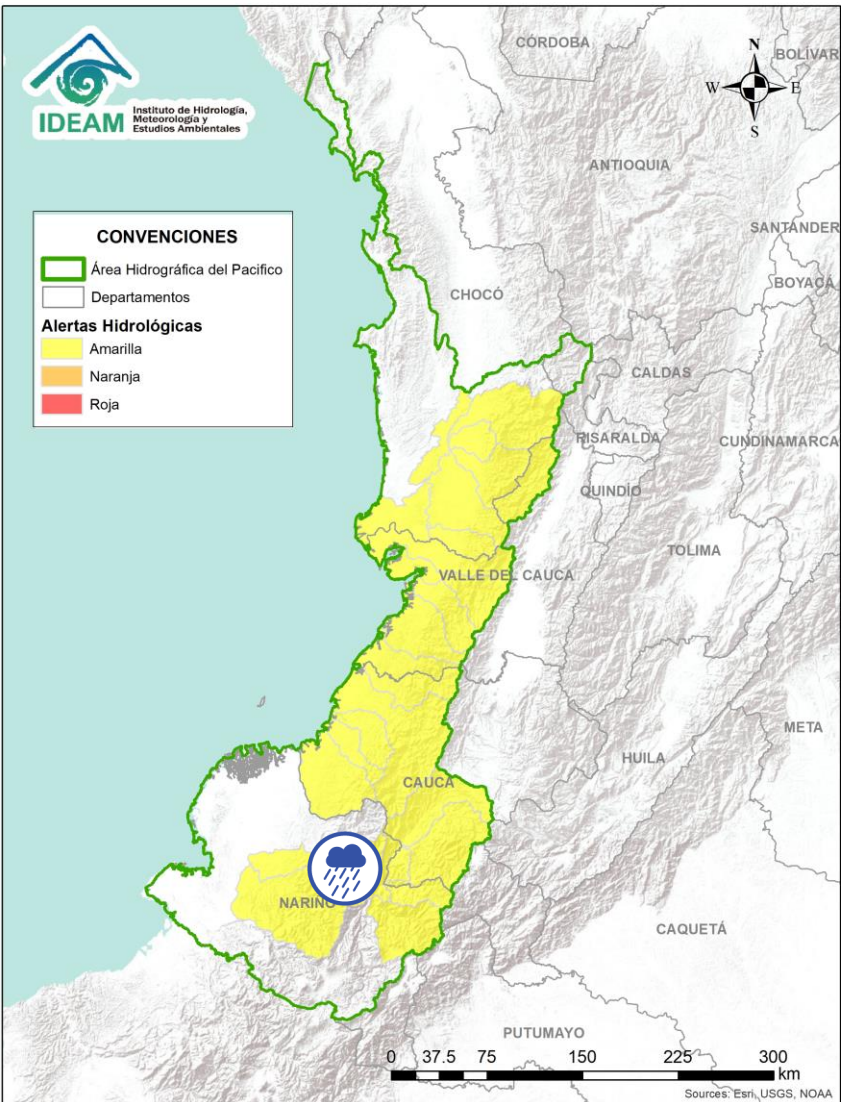 IDEAM
Instituto de Hidrología,
Meteorología y
Estudios Ambientales
N
W
E
S
CÓRDOBA
BOLÍVAR
ANTIOQUIA
SANTANDER
BOYACÁ
CHOCÓ
CALDAS
RISARALDA
CUNDINAMARCA
QUINDÍO
TOLIMA
VALLE DEL CAUCA
META
HUILA
CAUCA
NARIÑO
CAQUETÁ
PUTUMAYO
CONVENCIONES
Área Hidrográfica del Pacifico
Departamentos
Alertas Hidrológicas
Amarilla
Naranja
Roja
0 37.5 75 150 225 300
km
Sources: Esri, USGS, NOAA